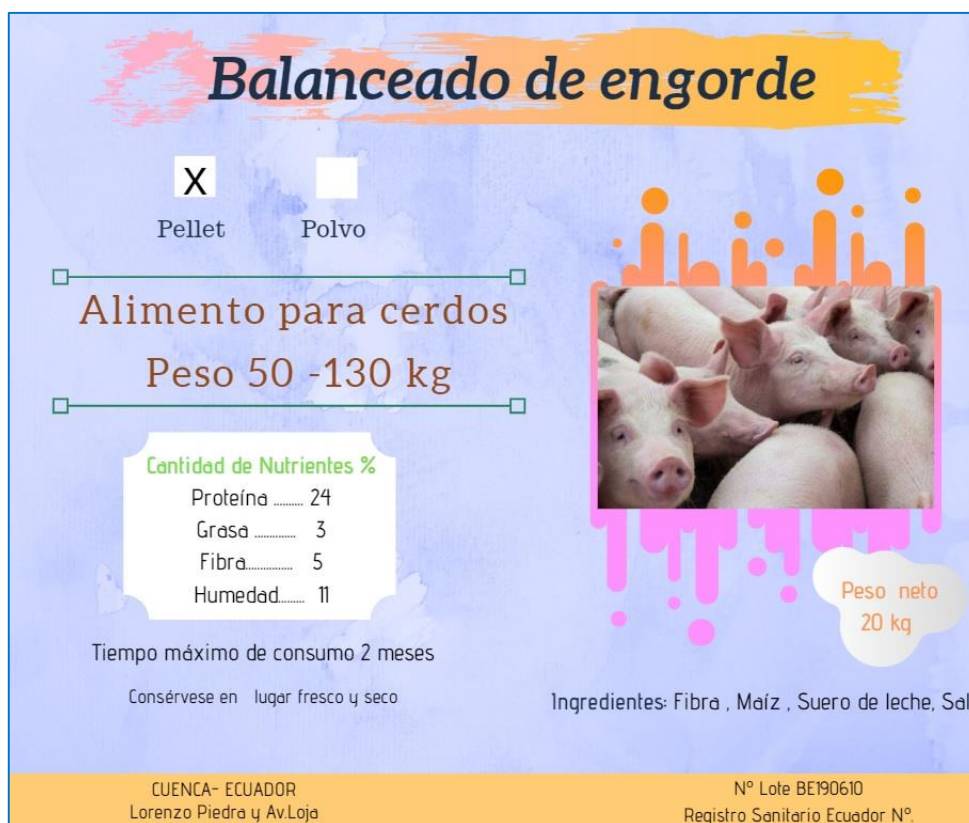 Balanceado de engorde
X
Pellet Polvo
Alimento para cerdos
Peso 50 -130 kg
Cantidad de Nutrientes %
Proteína .......... 24
Grasa .............. 3
Fibra................ 5
Humedad......... 11
Tiempo máximo de consumo 2 meses
Consérvese en lugar fresco y seco
Peso neto
20 kg
Ingredientes: Fibra , Maíz , Suero de leche, Sal
CUENCA- ECUADOR
Lorenzo Piedra y Av.Loja
Nº Lote BE190610
Registro Sanitario Ecuador Nº.